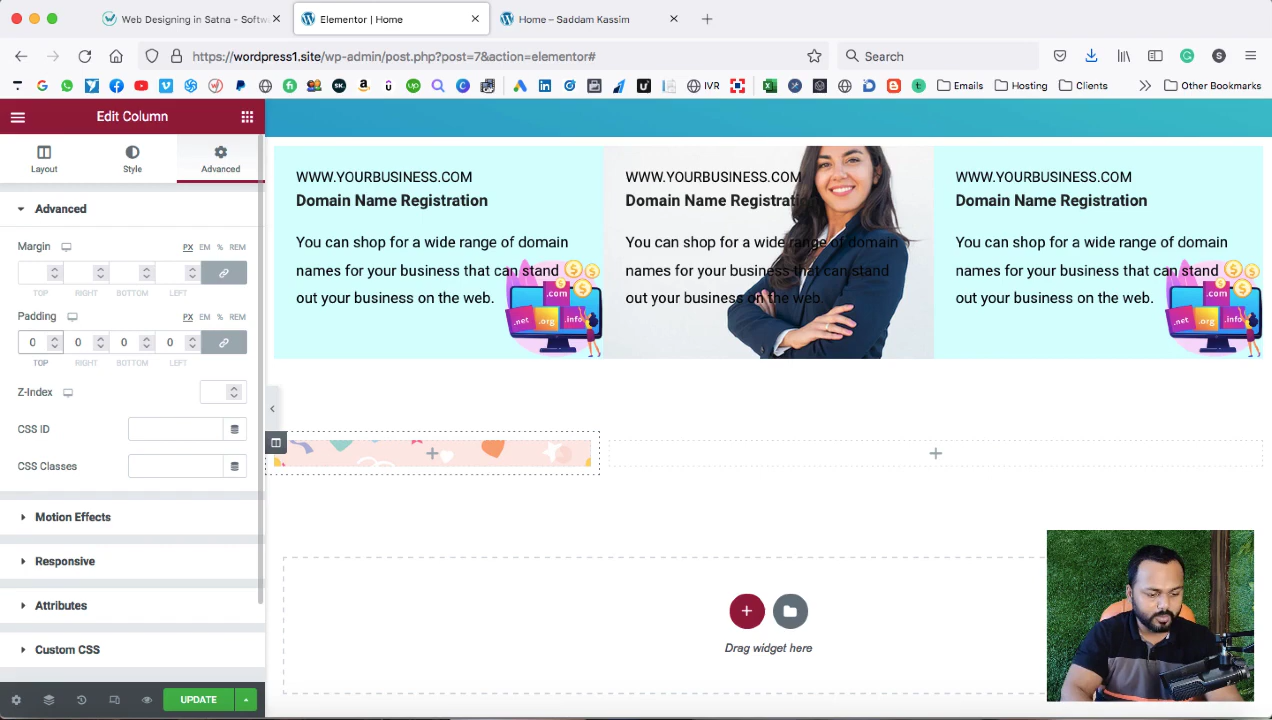 Web Designing in Satna - Softw
Elementor | Home
Home – Saddam Kassim
https://wordpress1.site/wp-admin/post.php?post=7&action=elementor#
Search
IVR
Emails
Hosting
Clients
Other Bookmarks
Edit Column
Layout
Style
Advanced
Advanced
Margin
PX EM % REM
TOP RIGHT BOTTOM LEFT
Padding
PX EM % REM
0 0 0 0
TOP RIGHT BOTTOM LEFT
Z-Index
CSS ID
CSS Classes
Motion Effects
Responsive
Attributes
Custom CSS
UPDATE
WWW.YOURBUSINESS.COM
Domain Name Registration
You can shop for a wide range of domain
names for your business that can stand
out your business on the web.
.com
.net .org .info
WWW.YOURBUSINESS.COM
Domain Name Registrati
You can shop for a wide range of domain
names for your business that can stand
out your business on the web.
WWW.YOURBUSINESS.COM
Domain Name Registration
You can shop for a wide range of domain
names for your business that can stand
out your business on the web.
.com
.net .org .info
Drag widget here